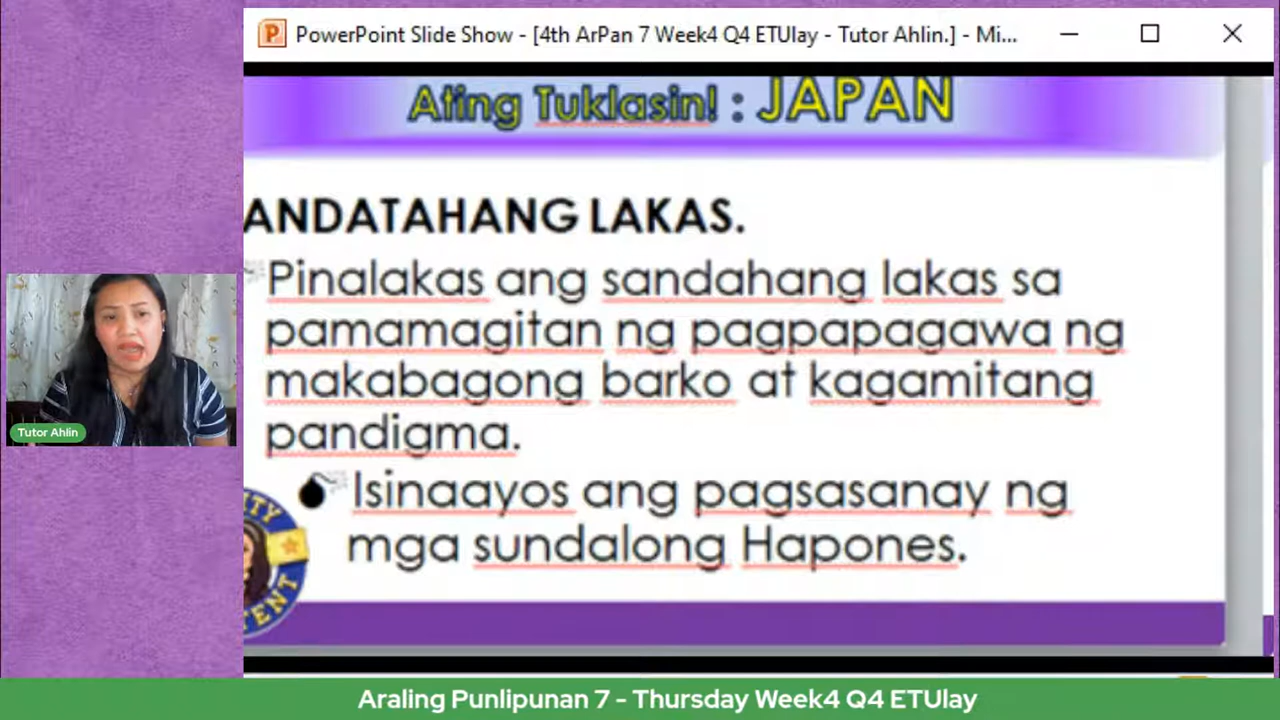 PowerPoint Slide Show - [4th ArPan 7 Week4 Q4 ETUlay - Tutor Ahlin.] - Mi...
Ating Tuklasin! : JAPAN
ANDATAHANG LAKAS.
Pinalakas ang sandahang lakas sa
pamamagitan ng pagpapagawa ng
makabagong barko at kagamitang
pandigma.
Isinaayos ang pagsasanay ng
mga sundalong Hapones.
Tutor Ahlin
Araling Punlipunan 7 - Thursday Week4 Q4 ETUlay